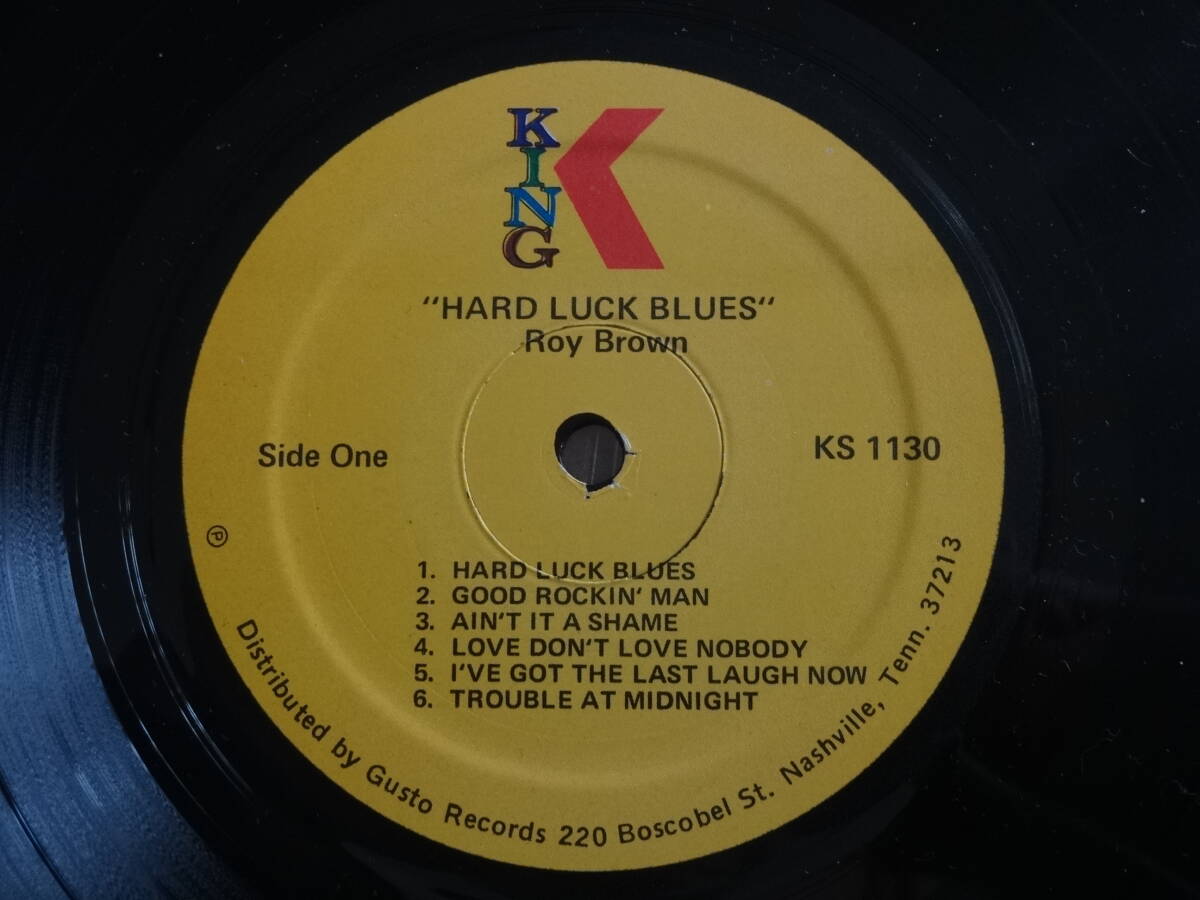 KING
"HARD LUCK BLUES"
Roy Brown
Side One
KS 1130
℗
1. HARD LUCK BLUES
2. GOOD ROCKIN' MAN
3. AIN'T IT A SHAME
4. LOVE DON'T LOVE NOBODY
5. I'VE GOT THE LAST LAUGH NOW
6. TROUBLE AT MIDNIGHT
Distributed by Gusto Records 220 Boscobel St. Nashville, Tenn. 37213